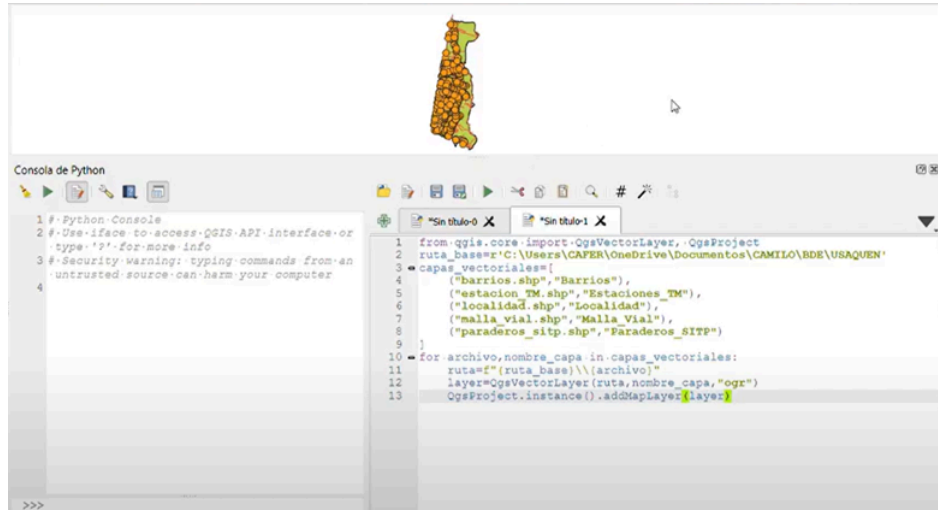 Consola de Python
1 #·Python·Console
2 #·Use·iface·to·access·QGIS·API·interface·or
·type·'?'·for·more·info
3 #·Security·warning:·typing·commands·from·an
·untrusted·source·can·harm·your·computer
4
>>>
*Sin título-0 X *Sin título-1 X
1 from·qgis.core·import·QgsVectorLayer,·QgsProject
2 ruta_base=r'C:\Users\CAFER\OneDrive\Documentos\CAMILO\BDE\USAQUEN'
3 capas_vectoriales=[
4 ("barrios.shp","Barrios"),
5 ("estacion_TM.shp","Estaciones_TM"),
6 ("localidad.shp","Localidad"),
7 ("malla_vial.shp","Malla_Vial"),
8 ("paraderos_sitp.shp","Paraderos_SITP")
9 ]
10 for·archivo,nombre_capa·in·capas_vectoriales:
11 ruta=f"{ruta_base}\\{archivo}"
12 layer=QgsVectorLayer(ruta,nombre_capa,"ogr")
13 QgsProject.instance().addMapLayer(layer)